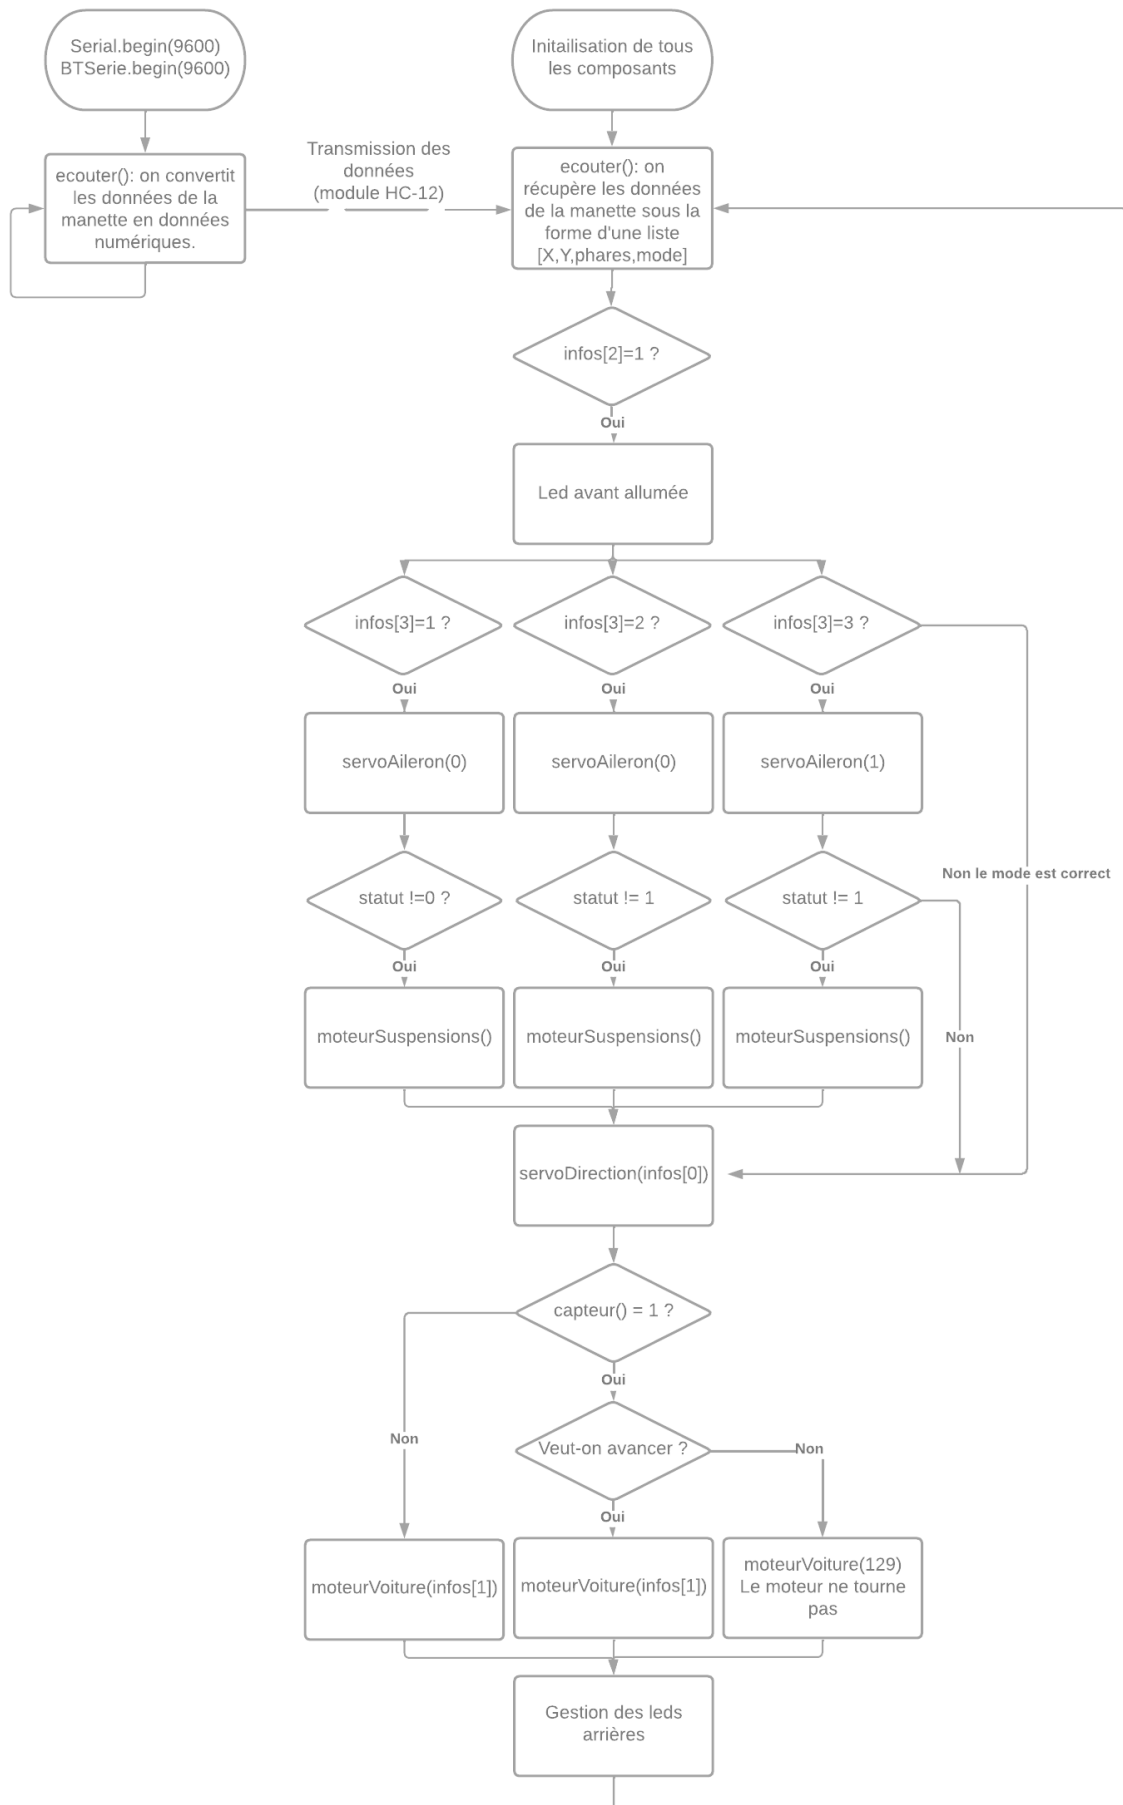 Serial.begin(9600)
BTSerie.begin(9600)
Initailisation de tous
les composants
ecouter(): on convertit
les données de la
manette en données
numériques.
Transmission des
données
(module HC-12)
ecouter(): on
récupère les données
de la manette sous la
forme d'une liste
[X,Y,phares,mode]
infos[2]=1 ?
Oui
Led avant allumée
infos[3]=1 ?
infos[3]=2 ?
infos[3]=3 ?
Oui
Oui
Oui
servoAileron(0)
servoAileron(0)
servoAileron(1)
Non le mode est correct
statut !=0 ?
statut != 1
statut != 1
Oui
Oui
Oui
moteurSuspensions()
moteurSuspensions()
moteurSuspensions()
Non
servoDirection(infos[0])
capteur() = 1 ?
Oui
Non
Veut-on avancer ?
Non
Oui
moteurVoiture(infos[1])
moteurVoiture(infos[1])
moteurVoiture(129)
Le moteur ne tourne
pas
Gestion des leds
arrières